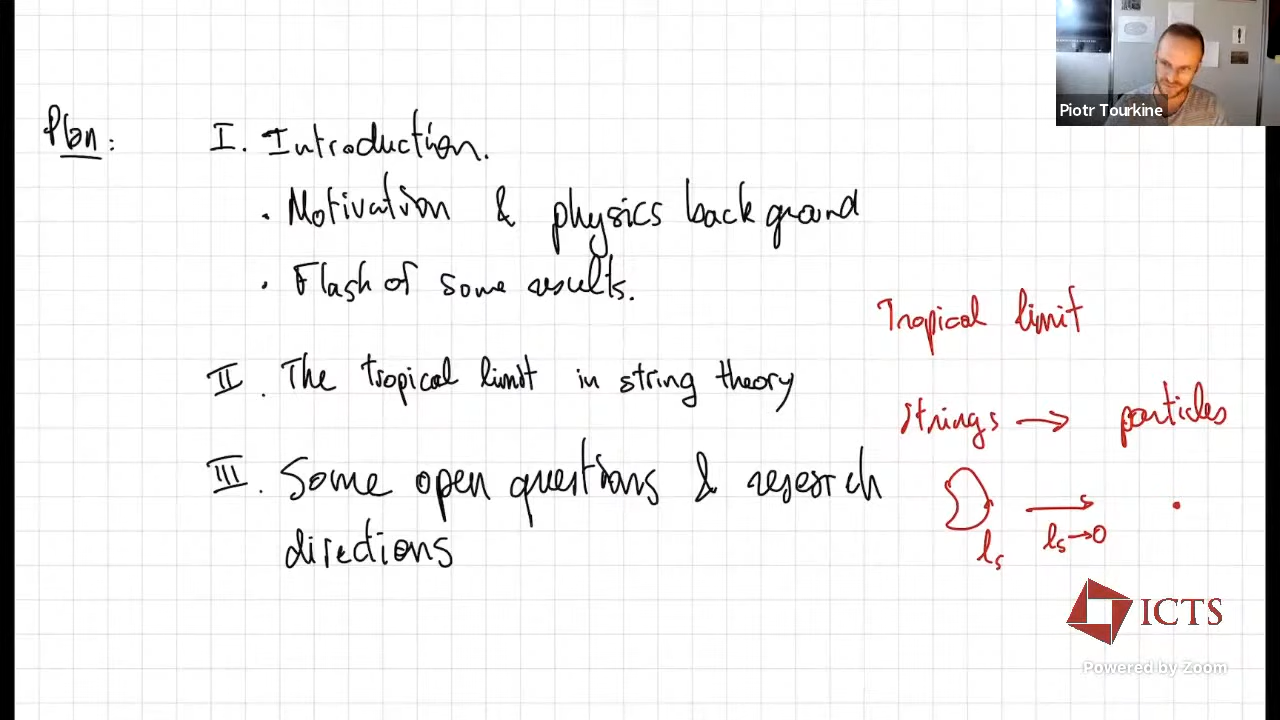 Piotr Tourkine
Plan:
I. Introduction.
• Motivation & physics background
• Flash of some results.
II. The tropical limit in string theory
III. Some open questions & research
directions
Tropical limit
Strings → particles
ls → ls→0
ICTS
Powered by Zoom